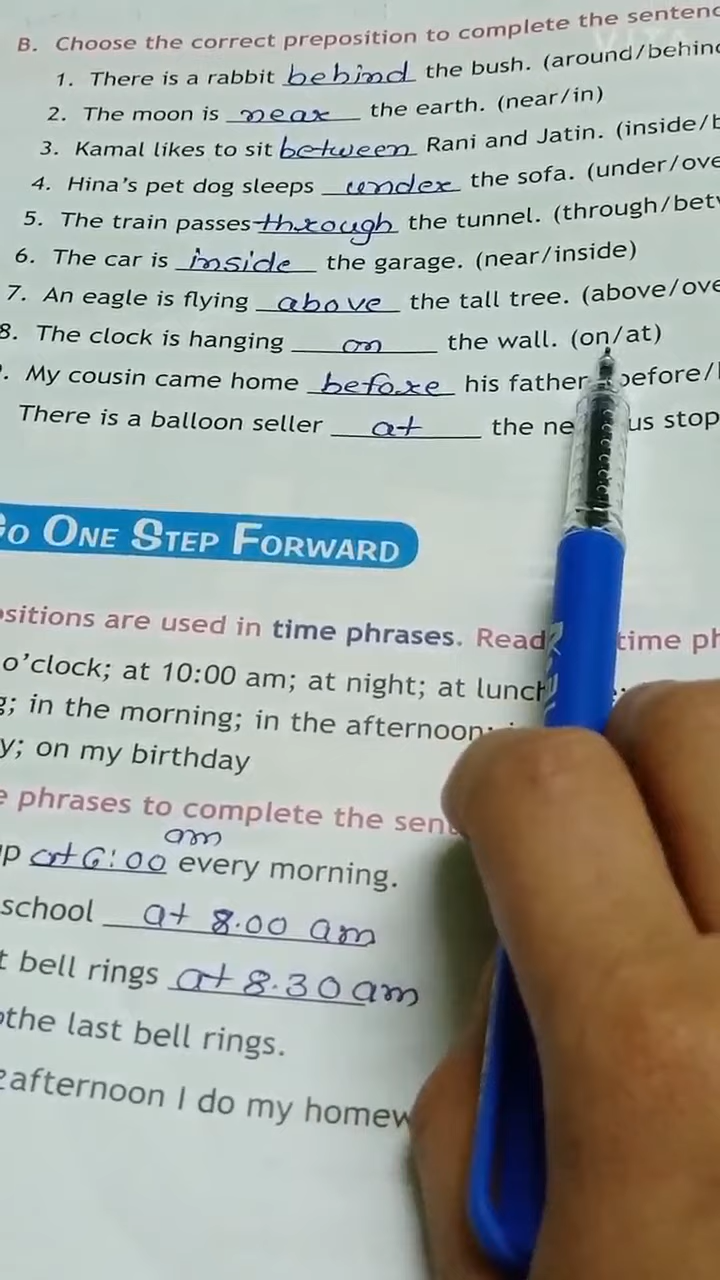 B. Choose the correct preposition to complete the sentenc
1. There is a rabbit behind the bush. (around/behind
2. The moon is near the earth. (near/in)
3. Kamal likes to sit between Rani and Jatin. (inside/b
4. Hina's pet dog sleeps under the sofa. (under/ove
5. The train passes through the tunnel. (through/betw
6. The car is inside the garage. (near/inside)
7. An eagle is flying above the tall tree. (above/ove
8. The clock is hanging on the wall. (on/at)
. My cousin came home before his father before/
There is a balloon seller at the ne us stop
GO ONE STEP FORWARD
ositions are used in time phrases. Read time ph
o'clock; at 10:00 am; at night; at lunch
g; in the morning; in the afternoon;
y; on my birthday
e phrases to complete the sent
am
up at 6:00 every morning.
school at 8.00 am
t bell rings at 8.30 am
the last bell rings.
e afternoon I do my homew